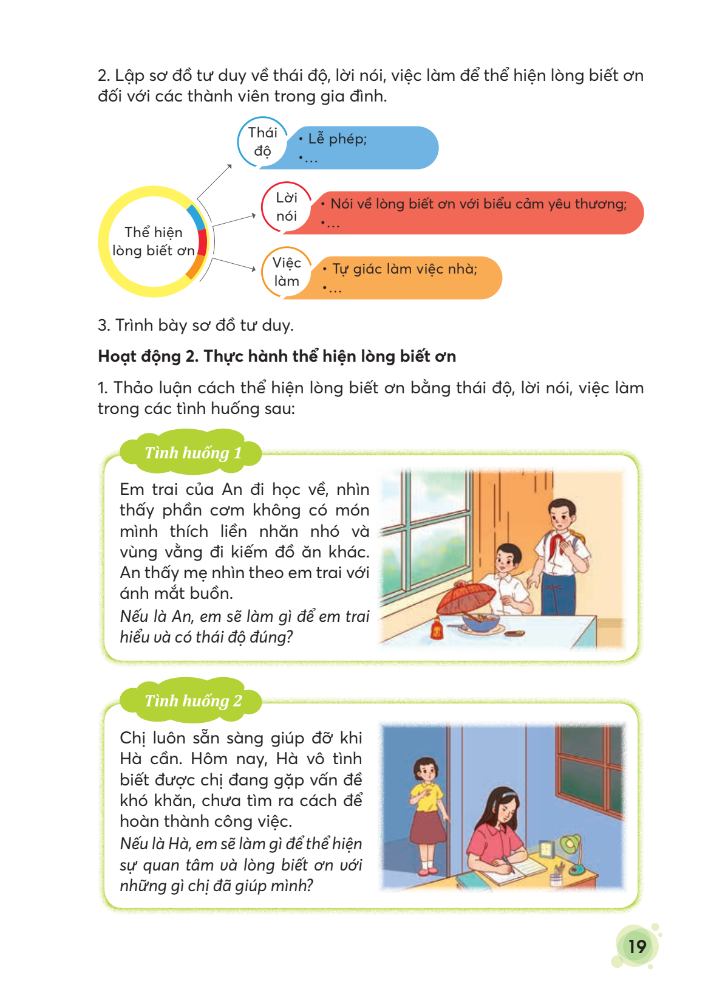 2. Lập sơ đồ tư duy về thái độ, lời nói, việc làm để thể hiện lòng biết ơn
đối với các thành viên trong gia đình.
Thái
độ
• Lễ phép;
•...
Lời
nói
• Nói về lòng biết ơn với biểu cảm yêu thương;
•...
Thể hiện
lòng biết ơn
Việc
làm
• Tự giác làm việc nhà;
•...
3. Trình bày sơ đồ tư duy.
Hoạt động 2. Thực hành thể hiện lòng biết ơn
1. Thảo luận cách thể hiện lòng biết ơn bằng thái độ, lời nói, việc làm
trong các tình huống sau:
Tình huống 1
Em trai của An đi học về, nhìn
thấy phần cơm không có món
mình thích liền nhăn nhó và
vùng vằng đi kiếm đồ ăn khác.
An thấy mẹ nhìn theo em trai với
ánh mắt buồn.
Nếu là An, em sẽ làm gì để em trai
hiểu và có thái độ đúng?
Tình huống 2
Chị luôn sẵn sàng giúp đỡ khi
Hà cần. Hôm nay, Hà vô tình
biết được chị đang gặp vấn đề
khó khăn, chưa tìm ra cách để
hoàn thành công việc.
Nếu là Hà, em sẽ làm gì để thể hiện
sự quan tâm và lòng biết ơn với
những gì chị đã giúp mình?
19